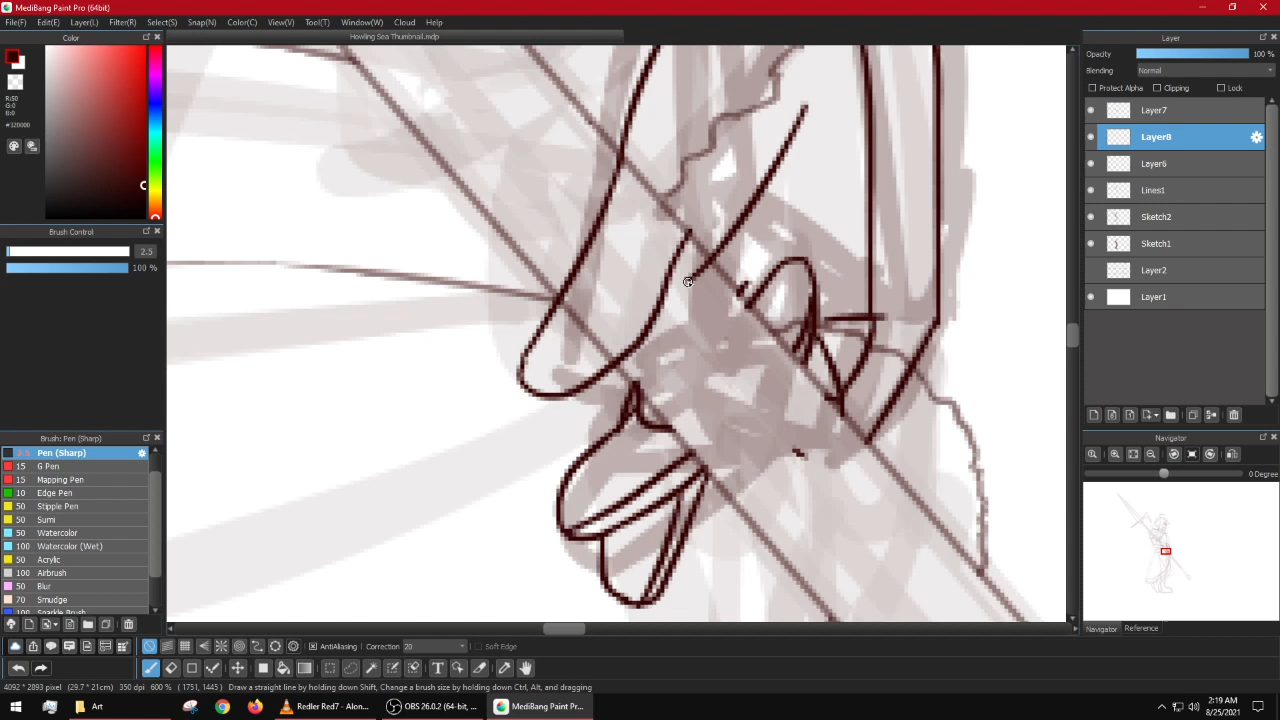 MediBang Paint Pro (64bit)
File(F) Edit(E) Layer(L) Filter(R) Select(S) Snap(N) Color(C) View(V) Tool(T) Window(W) Cloud Help
Color
Howling Sea Thumbnail.mdp
Layer
Opacity 100 %
Blending Normal
Protect Alpha Clipping Lock
R:50
G:0
B:0
#320000
Layer7
Layer8
Layer6
Lines1
Sketch2
Sketch1
Layer2
Layer1
Brush Control
2.5
100 %
Brush: Pen (Sharp)
2.5 Pen (Sharp)
15 G Pen
15 Mapping Pen
10 Edge Pen
50 Stipple Pen
50 Sumi
50 Watercolor
100 Watercolor (Wet)
50 Acrylic
100 Airbrush
50 Blur
70 Smudge
100 Sparkle Brush
Navigator
0 Degree
Navigator Reference
AntiAliasing Correction 20 Soft Edge
4092 * 2893 pixel (29.7 * 21cm) 350 dpi 600 % ( 1751, 1445 ) Draw a straight line by holding down Shift, Change a brush size by holding down Ctrl, Alt, and dragging
Art
Redler Red7 - Alon...
OBS 26.0.2 (64-bit, ...
MediBang Paint Pr...
2:19 AM
8/25/2021